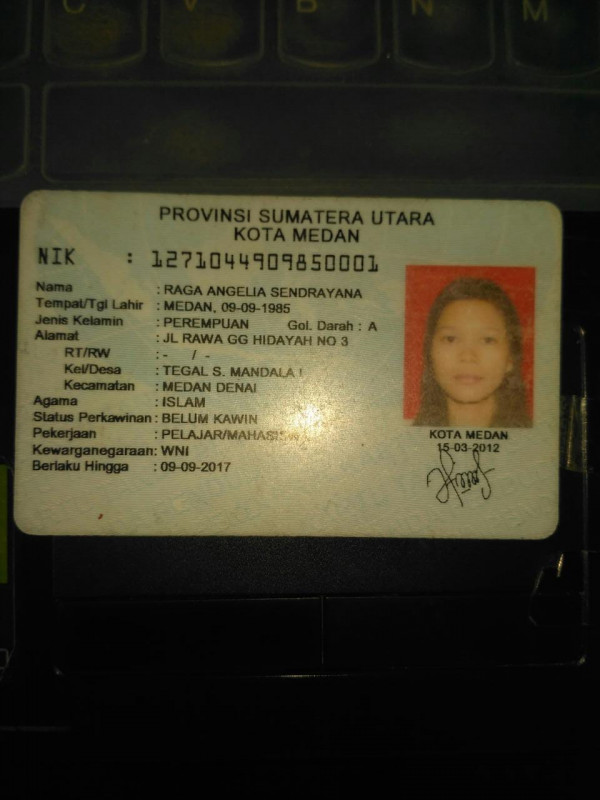 C V B N M
PROVINSI SUMATERA UTARA
KOTA MEDAN
NIK : 1271044909850001
Nama : RAGA ANGELIA SENDRAYANA
Tempat/Tgl Lahir : MEDAN, 09-09-1985
Jenis Kelamin : PEREMPUAN Gol. Darah : A
Alamat : JL RAWA GG HIDAYAH NO 3
RT/RW : - / -
Kel/Desa : TEGAL S. MANDALA I
Kecamatan : MEDAN DENAI
Agama : ISLAM
Status Perkawinan : BELUM KAWIN
Pekerjaan :
Kewarganegaraan : WNI
Berlaku Hingga : 09-09-2017
KOTA MEDAN
15-03-2012